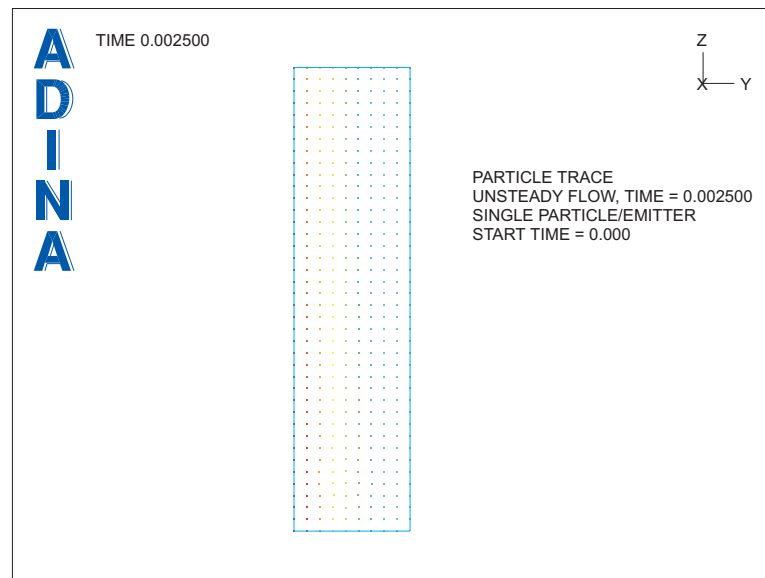 ADINA
TIME 0.002500
Z
X
Y
PARTICLE TRACE
UNSTEADY FLOW, TIME = 0.002500
SINGLE PARTICLE/EMITTER
START TIME = 0.000